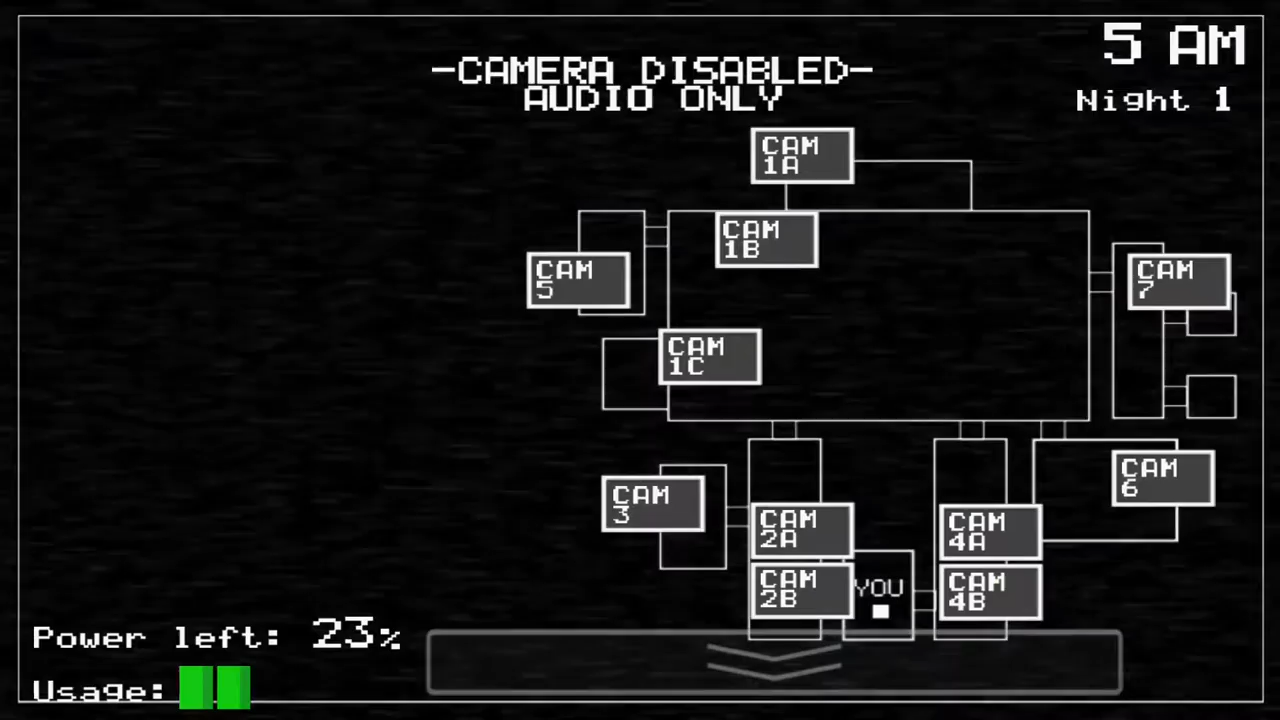 5 AM
Night 1
-CAMERA DISABLED-
AUDIO ONLY
CAM
1A
CAM
1B
CAM
5
CAM
7
CAM
1C
CAM
6
CAM
3
CAM
2A
CAM
4A
CAM
2B
YOU
CAM
4B
Power left: 23%
Usage: